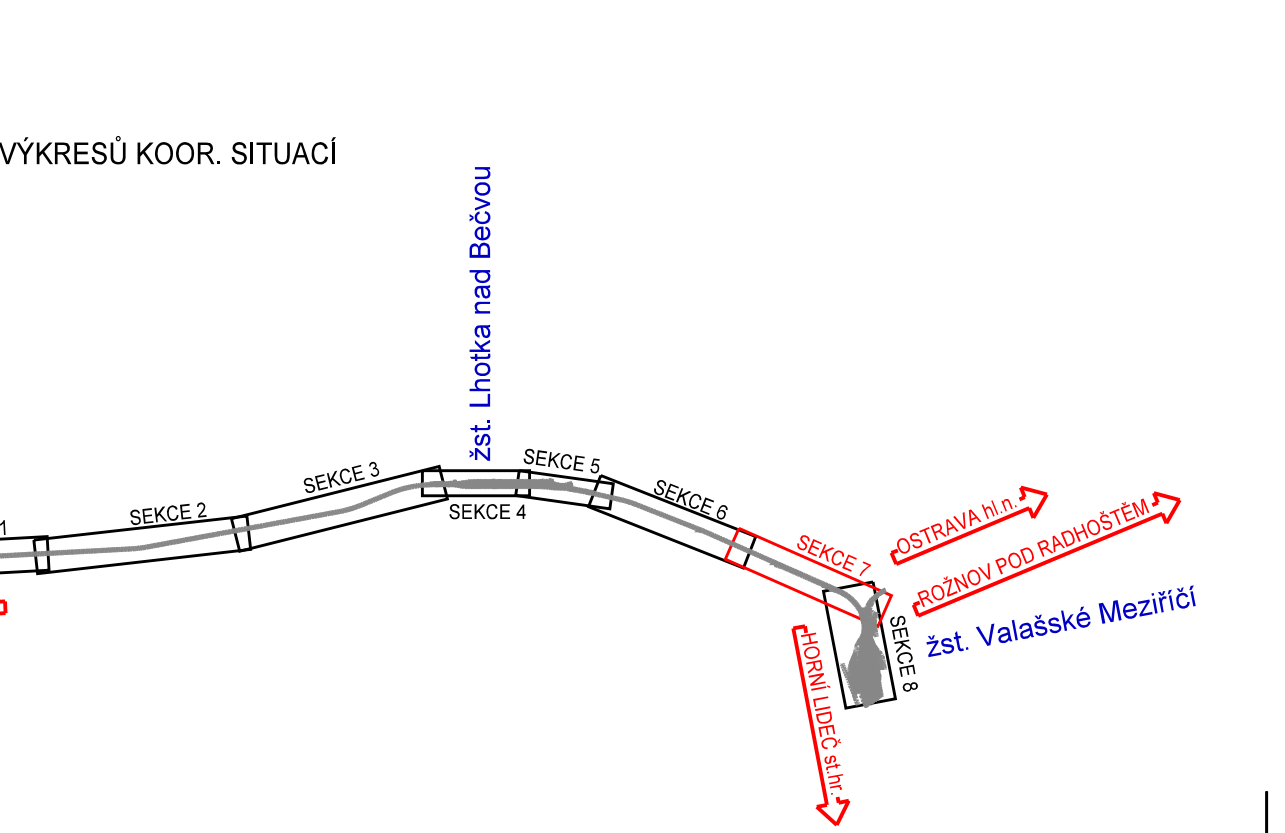 VÝKRESŮ KOOR. SITUACÍ
žst. Lhotka nad Bečvou
1
SEKCE 2
SEKCE 3
SEKCE 4
SEKCE 5
SEKCE 6
SEKCE 7
SEKCE 8
OSTRAVA hl.n.
ROŽNOV POD RADHOŠTĚM
žst. Valašské Meziříčí
HORNÍ LIDEČ st.hr.